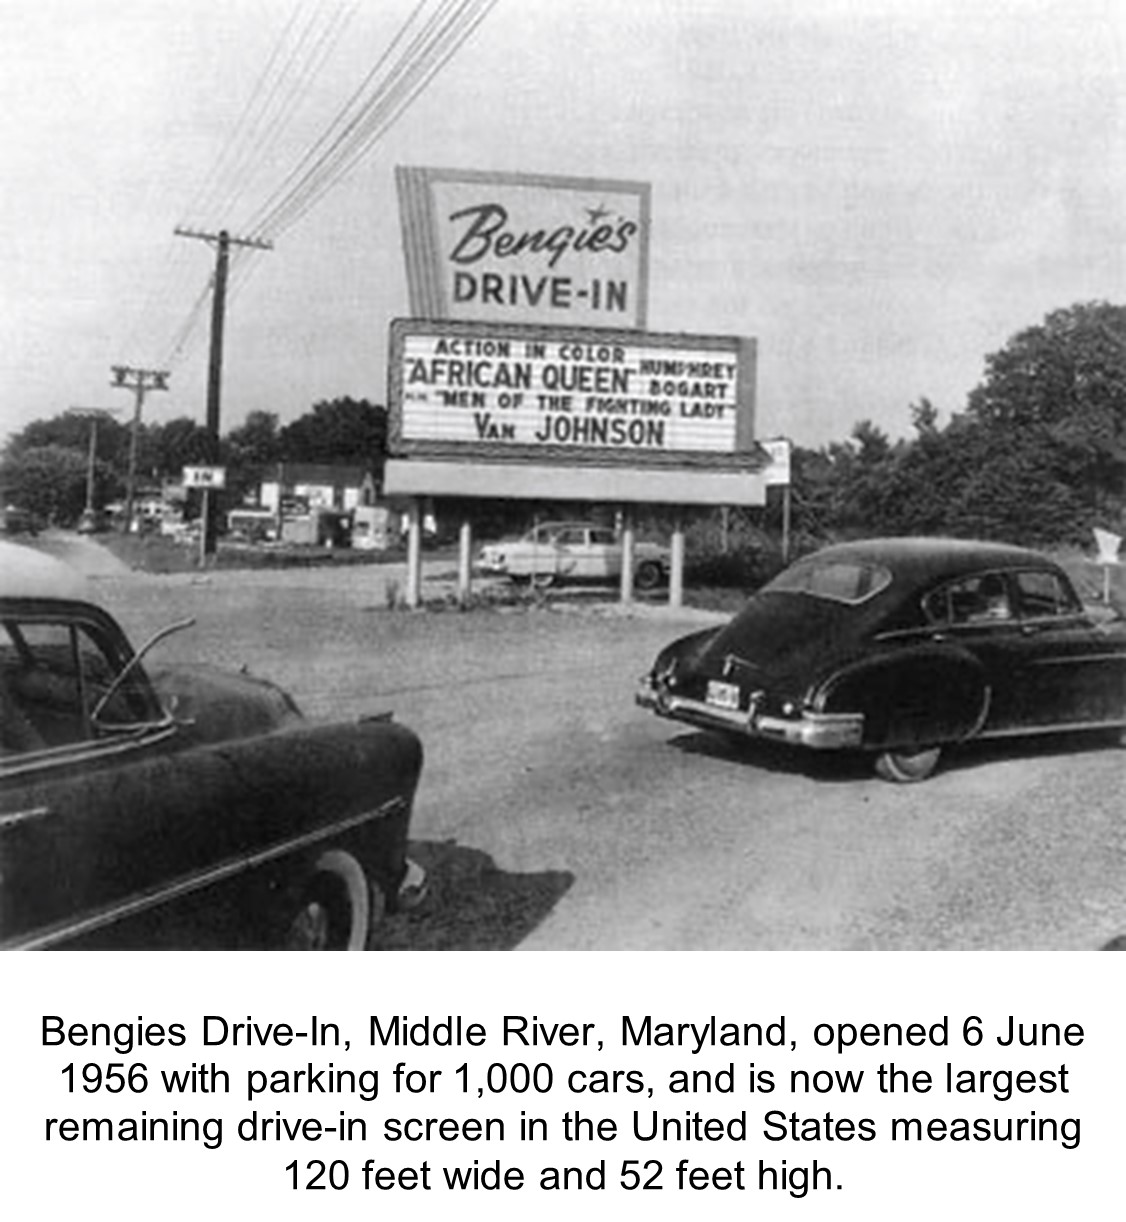 Bengie's
DRIVE-IN
ACTION IN COLOR
"AFRICAN QUEEN" HUMPHREY BOGART
"MEN OF THE FIGHTING LADY"
VAN JOHNSON
IN
Bengies Drive-In, Middle River, Maryland, opened 6 June
1956 with parking for 1,000 cars, and is now the largest
remaining drive-in screen in the United States measuring
120 feet wide and 52 feet high.